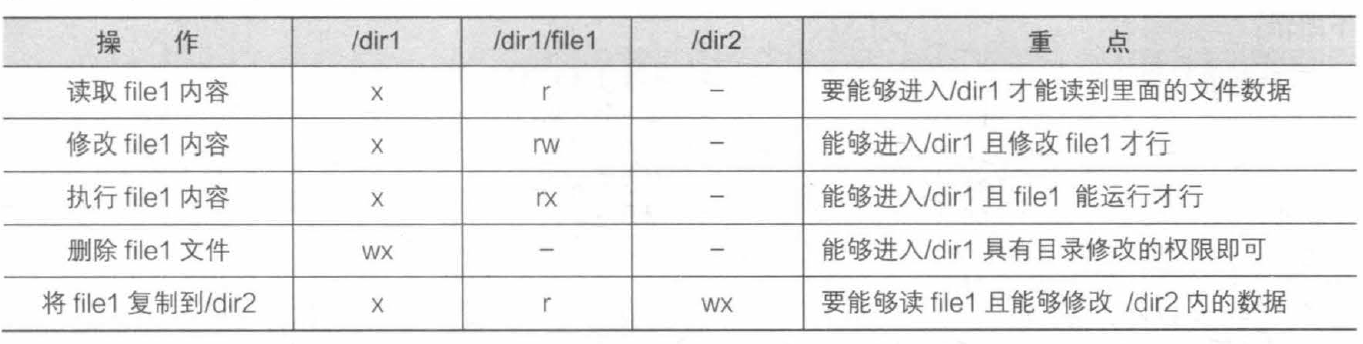 操 作 /dir1 /dir1/file1 /dir2 重 点
读取 file1 内容 x r – 要能够进入/dir1 才能读到里面的文件数据
修改 file1 内容 x rw – 能够进入/dir1 且修改 file1 才行
执行 file1 内容 x rx – 能够进入/dir1 且 file1 能运行才行
删除 file1 文件 wx – – 能够进入/dir1 具有目录修改的权限即可
将 file1 复制到/dir2 x r wx 要能够读 file1 且能够修改 /dir2 内的数据